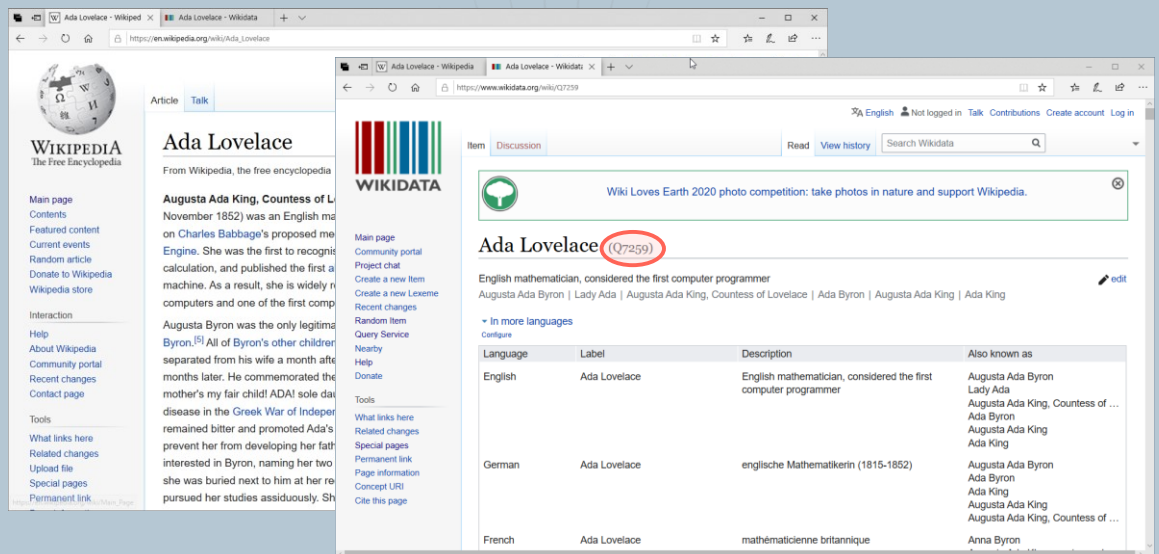 Ada Lovelace - Wikiped
Ada Lovelace - Wikidata
https://en.wikipedia.org/wiki/Ada_Lovelace
WIKIPEDIA
The Free Encyclopedia
Main page
Contents
Featured content
Current events
Random article
Donate to Wikipedia
Wikipedia store
Interaction
Help
About Wikipedia
Community portal
Recent changes
Contact page
Tools
What links here
Related changes
Upload file
Special pages
Permanent link
Article Talk
Ada Lovelace
From Wikipedia, the free encyclopedia
Augusta Ada King, Countess of L
November 1852) was an English ma
on Charles Babbage's proposed me
Engine. She was the first to recognis
calculation, and published the first a
machine. As a result, she is widely r
computers and one of the first comp
Augusta Byron was the only legitima
Byron.[5] All of Byron's other children
separated from his wife a month afte
months later. He commemorated the
mother's my fair child! ADA! sole dau
disease in the Greek War of Indeper
remained bitter and promoted Ada's
prevent her from developing her fath
interested in Byron, naming her two
she was buried next to him at her re
pursued her studies assiduously. Sh
Ada Lovelace - Wikipedia
Ada Lovelace - Wikidata
https://www.wikidata.org/wiki/Q7259
English Not logged in Talk Contributions Create account Log in
WIKIDATA
Main page
Community portal
Project chat
Create a new Item
Create a new Lexeme
Recent changes
Random Item
Query Service
Nearby
Help
Donate
Tools
What links here
Related changes
Special pages
Permanent link
Page information
Concept URI
Cite this page
Item Discussion Read View history Search Wikidata
Wiki Loves Earth 2020 photo competition: take photos in nature and support Wikipedia.
Ada Lovelace (Q7259)
English mathematician, considered the first computer programmer edit
Augusta Ada Byron | Lady Ada | Augusta Ada King, Countess of Lovelace | Ada Byron | Augusta Ada King | Ada King
In more languages
Configure
Language Label Description Also known as
English Ada Lovelace English mathematician, considered the first Augusta Ada Byron
computer programmer Lady Ada
Augusta Ada King, Countess of …
Ada Byron
Augusta Ada King
Ada King
German Ada Lovelace englische Mathematikerin (1815-1852) Augusta Ada Byron
Ada Byron
Ada King
Augusta Ada King
Augusta Ada King, Countess of …
French Ada Lovelace mathématicienne britannique Anna Byron